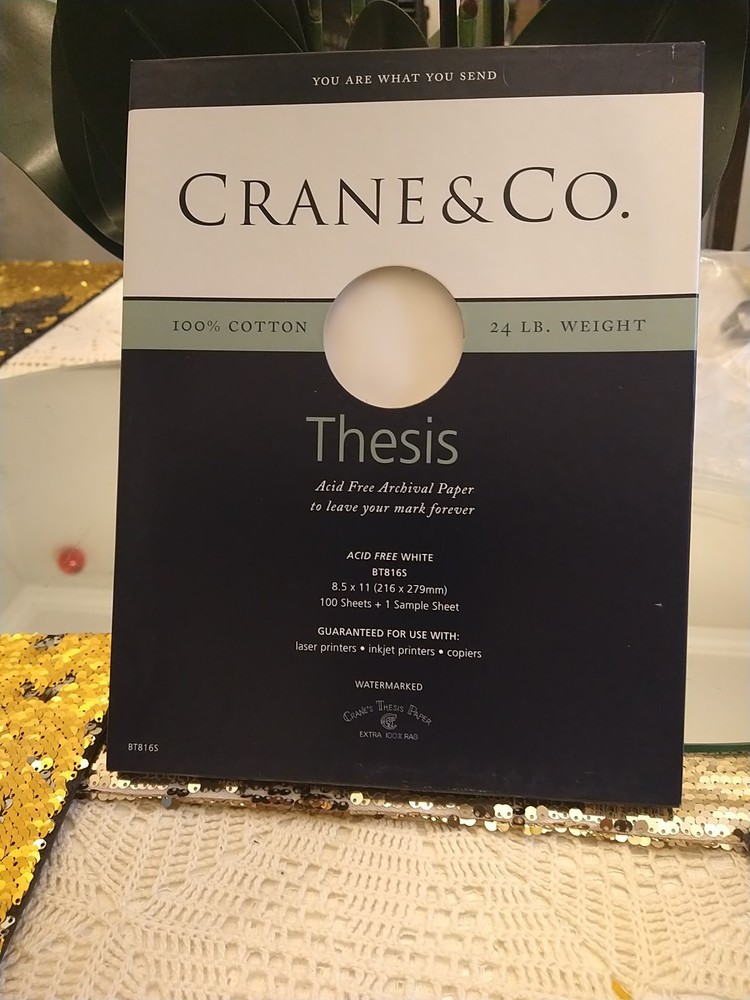 YOU ARE WHAT YOU SEND
CRANE & CO.
100% COTTON
24 LB. WEIGHT
Thesis
Acid Free Archival Paper
to leave your mark forever
ACID FREE WHITE
BT816S
8.5 x 11 (216 x 279mm)
100 Sheets + 1 Sample Sheet
GUARANTEED FOR USE WITH:
laser printers • inkjet printers • copiers
WATERMARKED
CRANE'S THESIS PAPER
EXTRA 100% RAG
BT816S